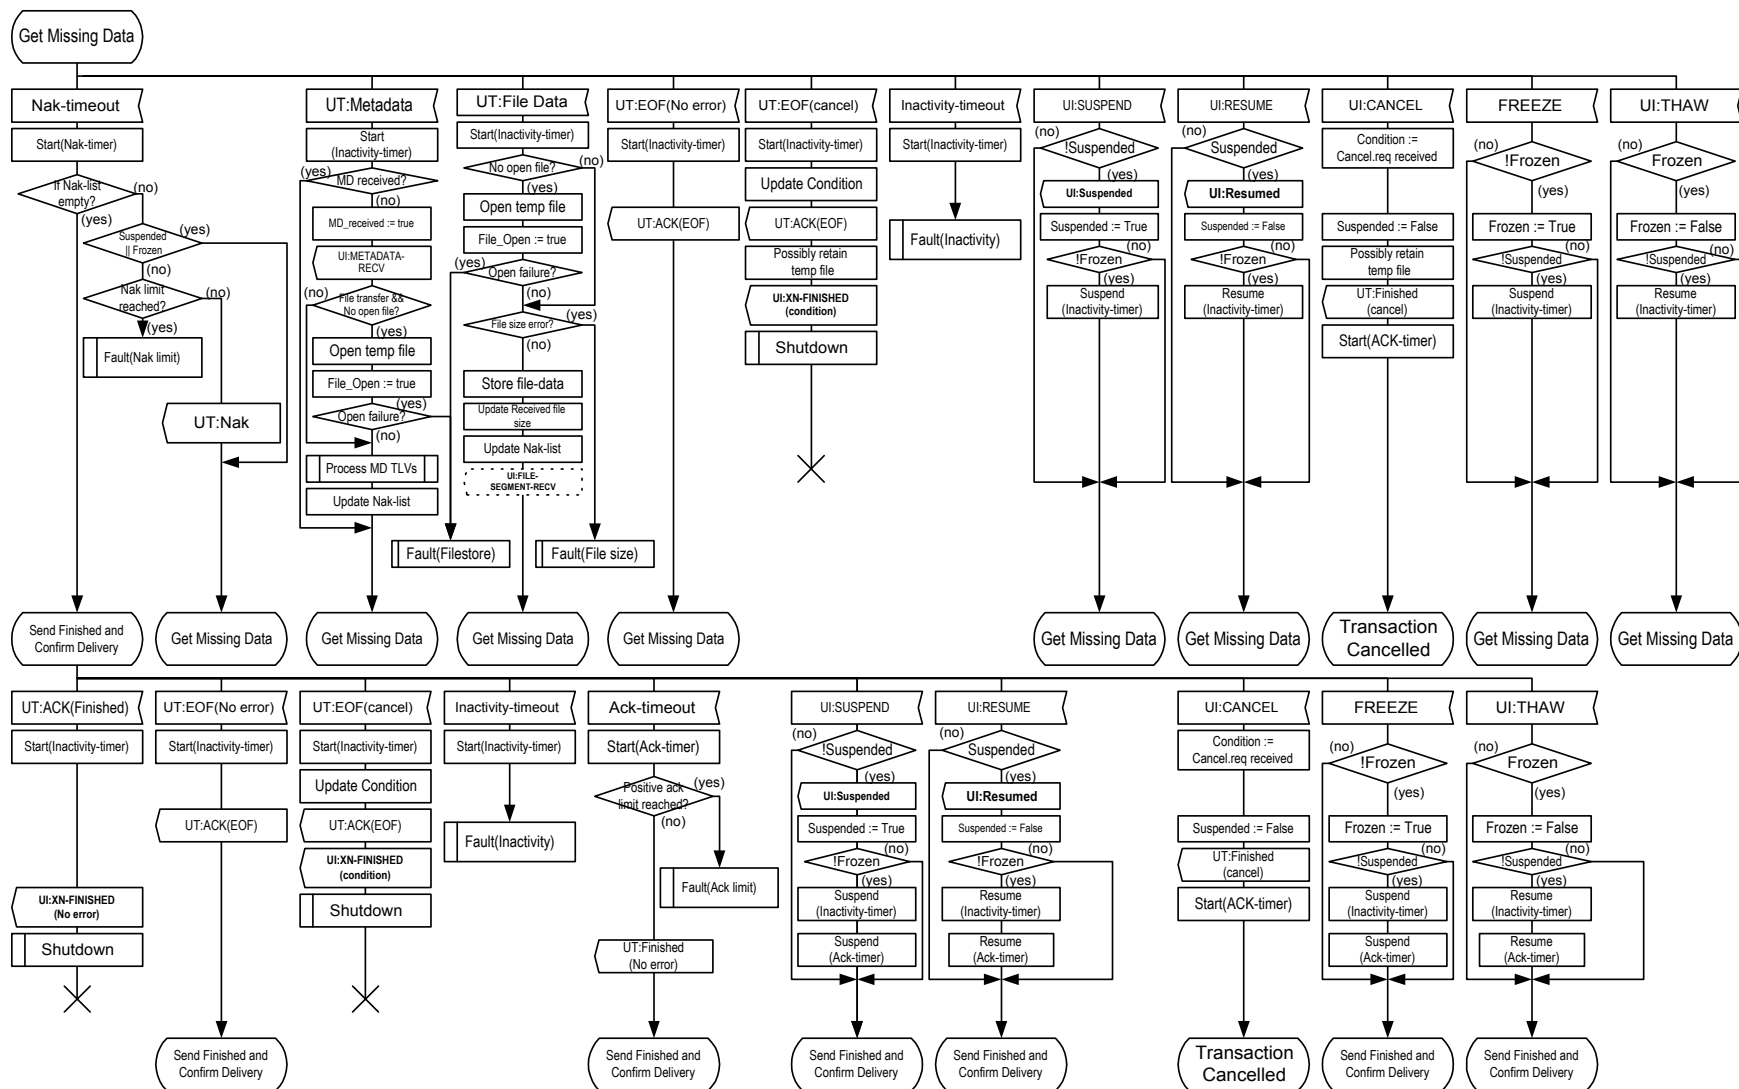 Get Missing Data
Nak-timeout
Start(Nak-timer)
If Nak-list
empty?
(no)
(yes)
Suspended
|| Frozen
(yes)
(no)
Nak limit
reached?
(no)
(yes)
Fault(Nak limit)
UT:Nak
Send Finished and
Confirm Delivery
Get Missing Data
UT:Metadata
Start
(Inactivity-timer)
(yes)
MD received?
(no)
MD_received := true
UI:METADATA-
RECV
(no)
File transfer &&
No open file?
(yes)
Open temp file
File_Open := true
(yes)
Open failure?
(no)
Process MD TLVs
Update Nak-list
Get Missing Data
UT:File Data
Start(Inactivity-timer)
No open file?
(no)
(yes)
Open temp file
File_Open := true
(yes)
Open failure?
(no)
File size error?
(yes)
(no)
Store file-data
Update Received file
size
Update Nak-list
UI:FILE-
SEGMENT-RECV
Fault(Filestore)
Fault(File size)
Get Missing Data
UT:EOF(No error)
Start(Inactivity-timer)
UT:ACK(EOF)
Get Missing Data
UT:EOF(cancel)
Start(Inactivity-timer)
Update Condition
UT:ACK(EOF)
Possibly retain
temp file
UI:XN-FINISHED
(condition)
Shutdown
Inactivity-timeout
Start(Inactivity-timer)
Fault(Inactivity)
UI:SUSPEND
(no)
!Suspended
(yes)
UI:Suspended
Suspended := True
(no)
!Frozen
(yes)
Suspend
(Inactivity-timer)
Get Missing Data
UI:RESUME
(no)
Suspended
(yes)
UI:Resumed
Suspended := False
(no)
!Frozen
(yes)
Resume
(Inactivity-timer)
Get Missing Data
UI:CANCEL
Condition :=
Cancel.req received
Suspended := False
Possibly retain
temp file
UT:Finished
(cancel)
Start(ACK-timer)
Transaction
Cancelled
FREEZE
(no)
!Frozen
(yes)
Frozen := True
(no)
!Suspended
(yes)
Suspend
(Inactivity-timer)
Get Missing Data
UI:THAW
(no)
Frozen
(yes)
Frozen := False
(no)
!Suspended
(yes)
Resume
(Inactivity-timer)
Get Missing Data
UT:ACK(Finished)
Start(Inactivity-timer)
UI:XN-FINISHED
(No error)
Shutdown
UT:EOF(No error)
Start(Inactivity-timer)
UT:ACK(EOF)
Send Finished and
Confirm Delivery
UT:EOF(cancel)
Start(Inactivity-timer)
Update Condition
UT:ACK(EOF)
UI:XN-FINISHED
(condition)
Shutdown
Inactivity-timeout
Start(Inactivity-timer)
Fault(Inactivity)
Ack-timeout
Start(Ack-timer)
Positive ack
limit reached?
(yes)
(no)
Fault(Ack limit)
UT:Finished
(No error)
Send Finished and
Confirm Delivery
UI:SUSPEND
(no)
!Suspended
(yes)
UI:Suspended
Suspended := True
(no)
!Frozen
(yes)
Suspend
(Inactivity-timer)
Suspend
(Ack-timer)
Send Finished and
Confirm Delivery
UI:RESUME
(no)
Suspended
(yes)
UI:Resumed
Suspended := False
(no)
!Frozen
(yes)
Resume
(Inactivity-timer)
Resume
(Ack-timer)
Send Finished and
Confirm Delivery
UI:CANCEL
Condition :=
Cancel.req received
Suspended := False
UT:Finished
(cancel)
Start(ACK-timer)
Transaction
Cancelled
FREEZE
(no)
!Frozen
(yes)
Frozen := True
(no)
!Suspended
(yes)
Suspend
(Inactivity-timer)
Suspend
(Ack-timer)
Send Finished and
Confirm Delivery
UI:THAW
(no)
Frozen
(yes)
Frozen := False
(no)
!Suspended
(yes)
Resume
(Inactivity-timer)
Resume
(Ack-timer)
Send Finished and
Confirm Delivery